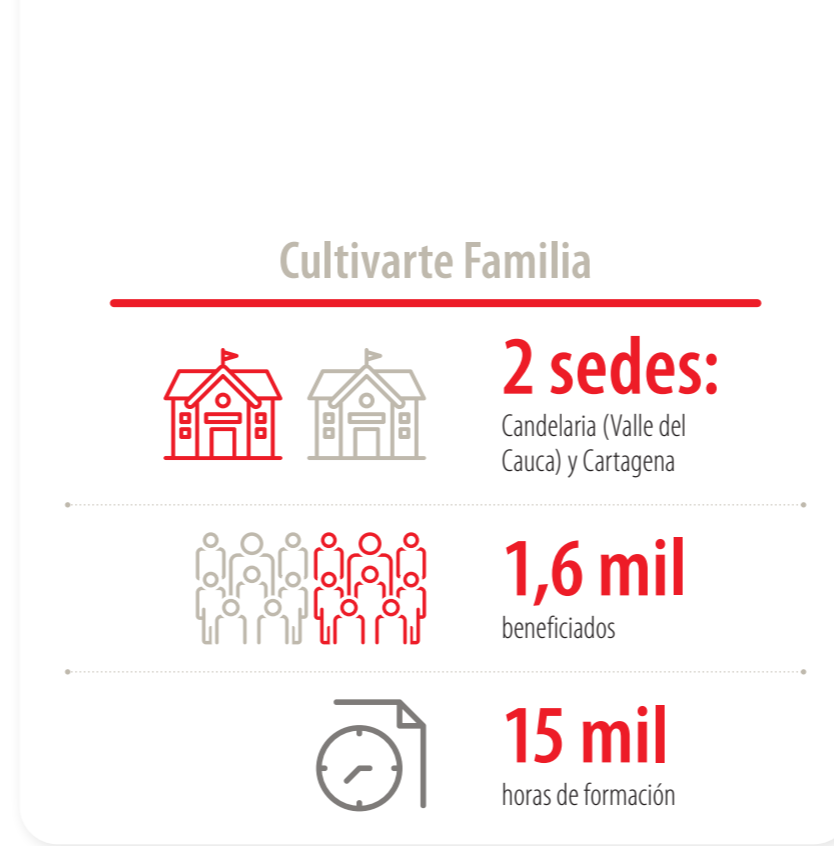 Cultivarte Familia
2 sedes:
Candelaria (Valle del
Cauca) y Cartagena
1,6 mil
beneficiados
15 mil
horas de formación